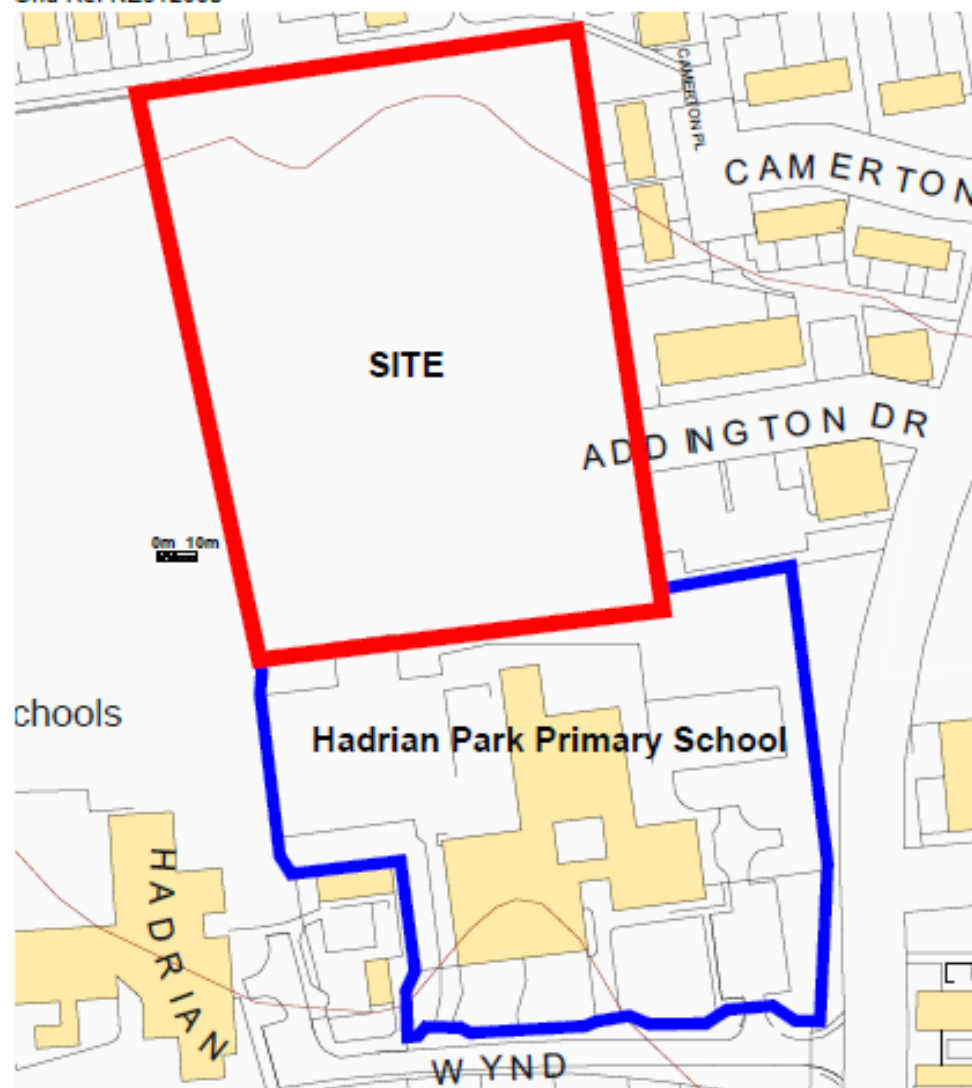 CAMERTON PL
CAMERTON
SITE
ADDINGTON DR
0m 10m
chools
Hadrian Park Primary School
HADRIAN
WYND